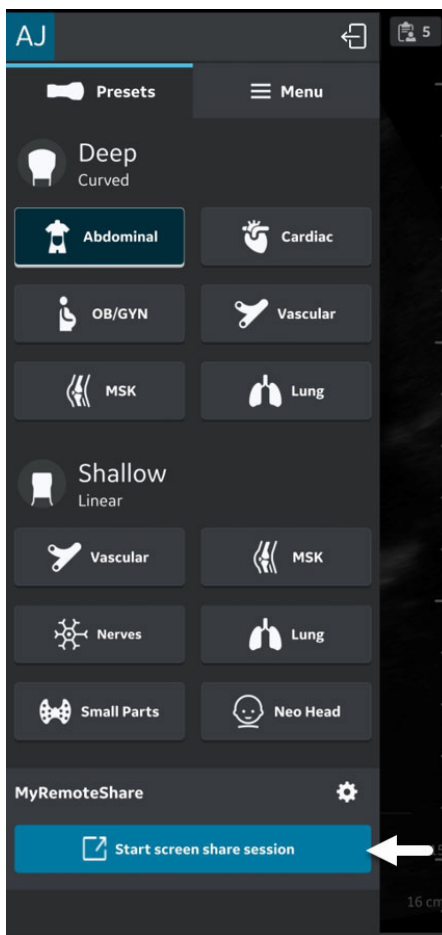 AJ
5
Presets Menu
Deep
Curved
Abdominal Cardiac
OB/GYN Vascular
MSK Lung
Shallow
Linear
Vascular MSK
Nerves Lung
Small Parts Neo Head
MyRemoteShare
Start screen share session
16 cm